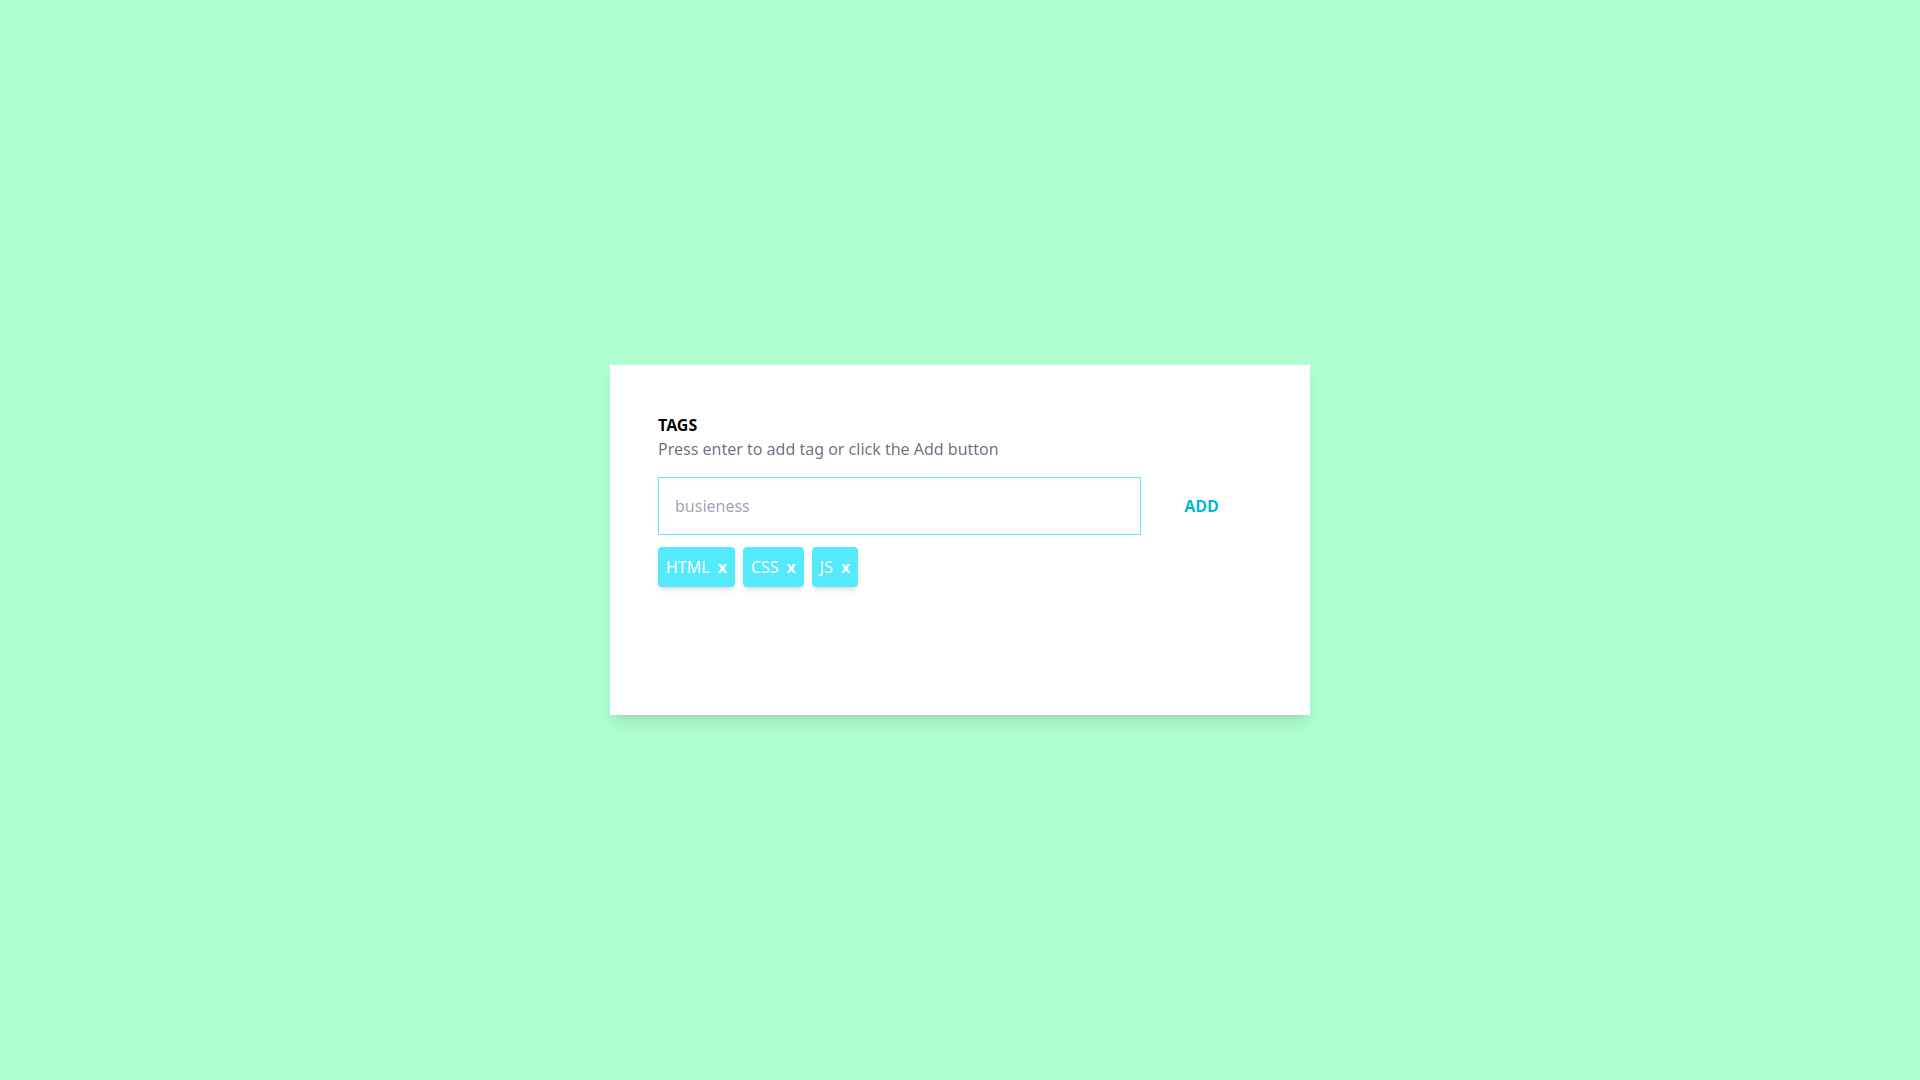 TAGS
Press enter to add tag or click the Add button
busieness
ADD
HTML x CSS x JS x